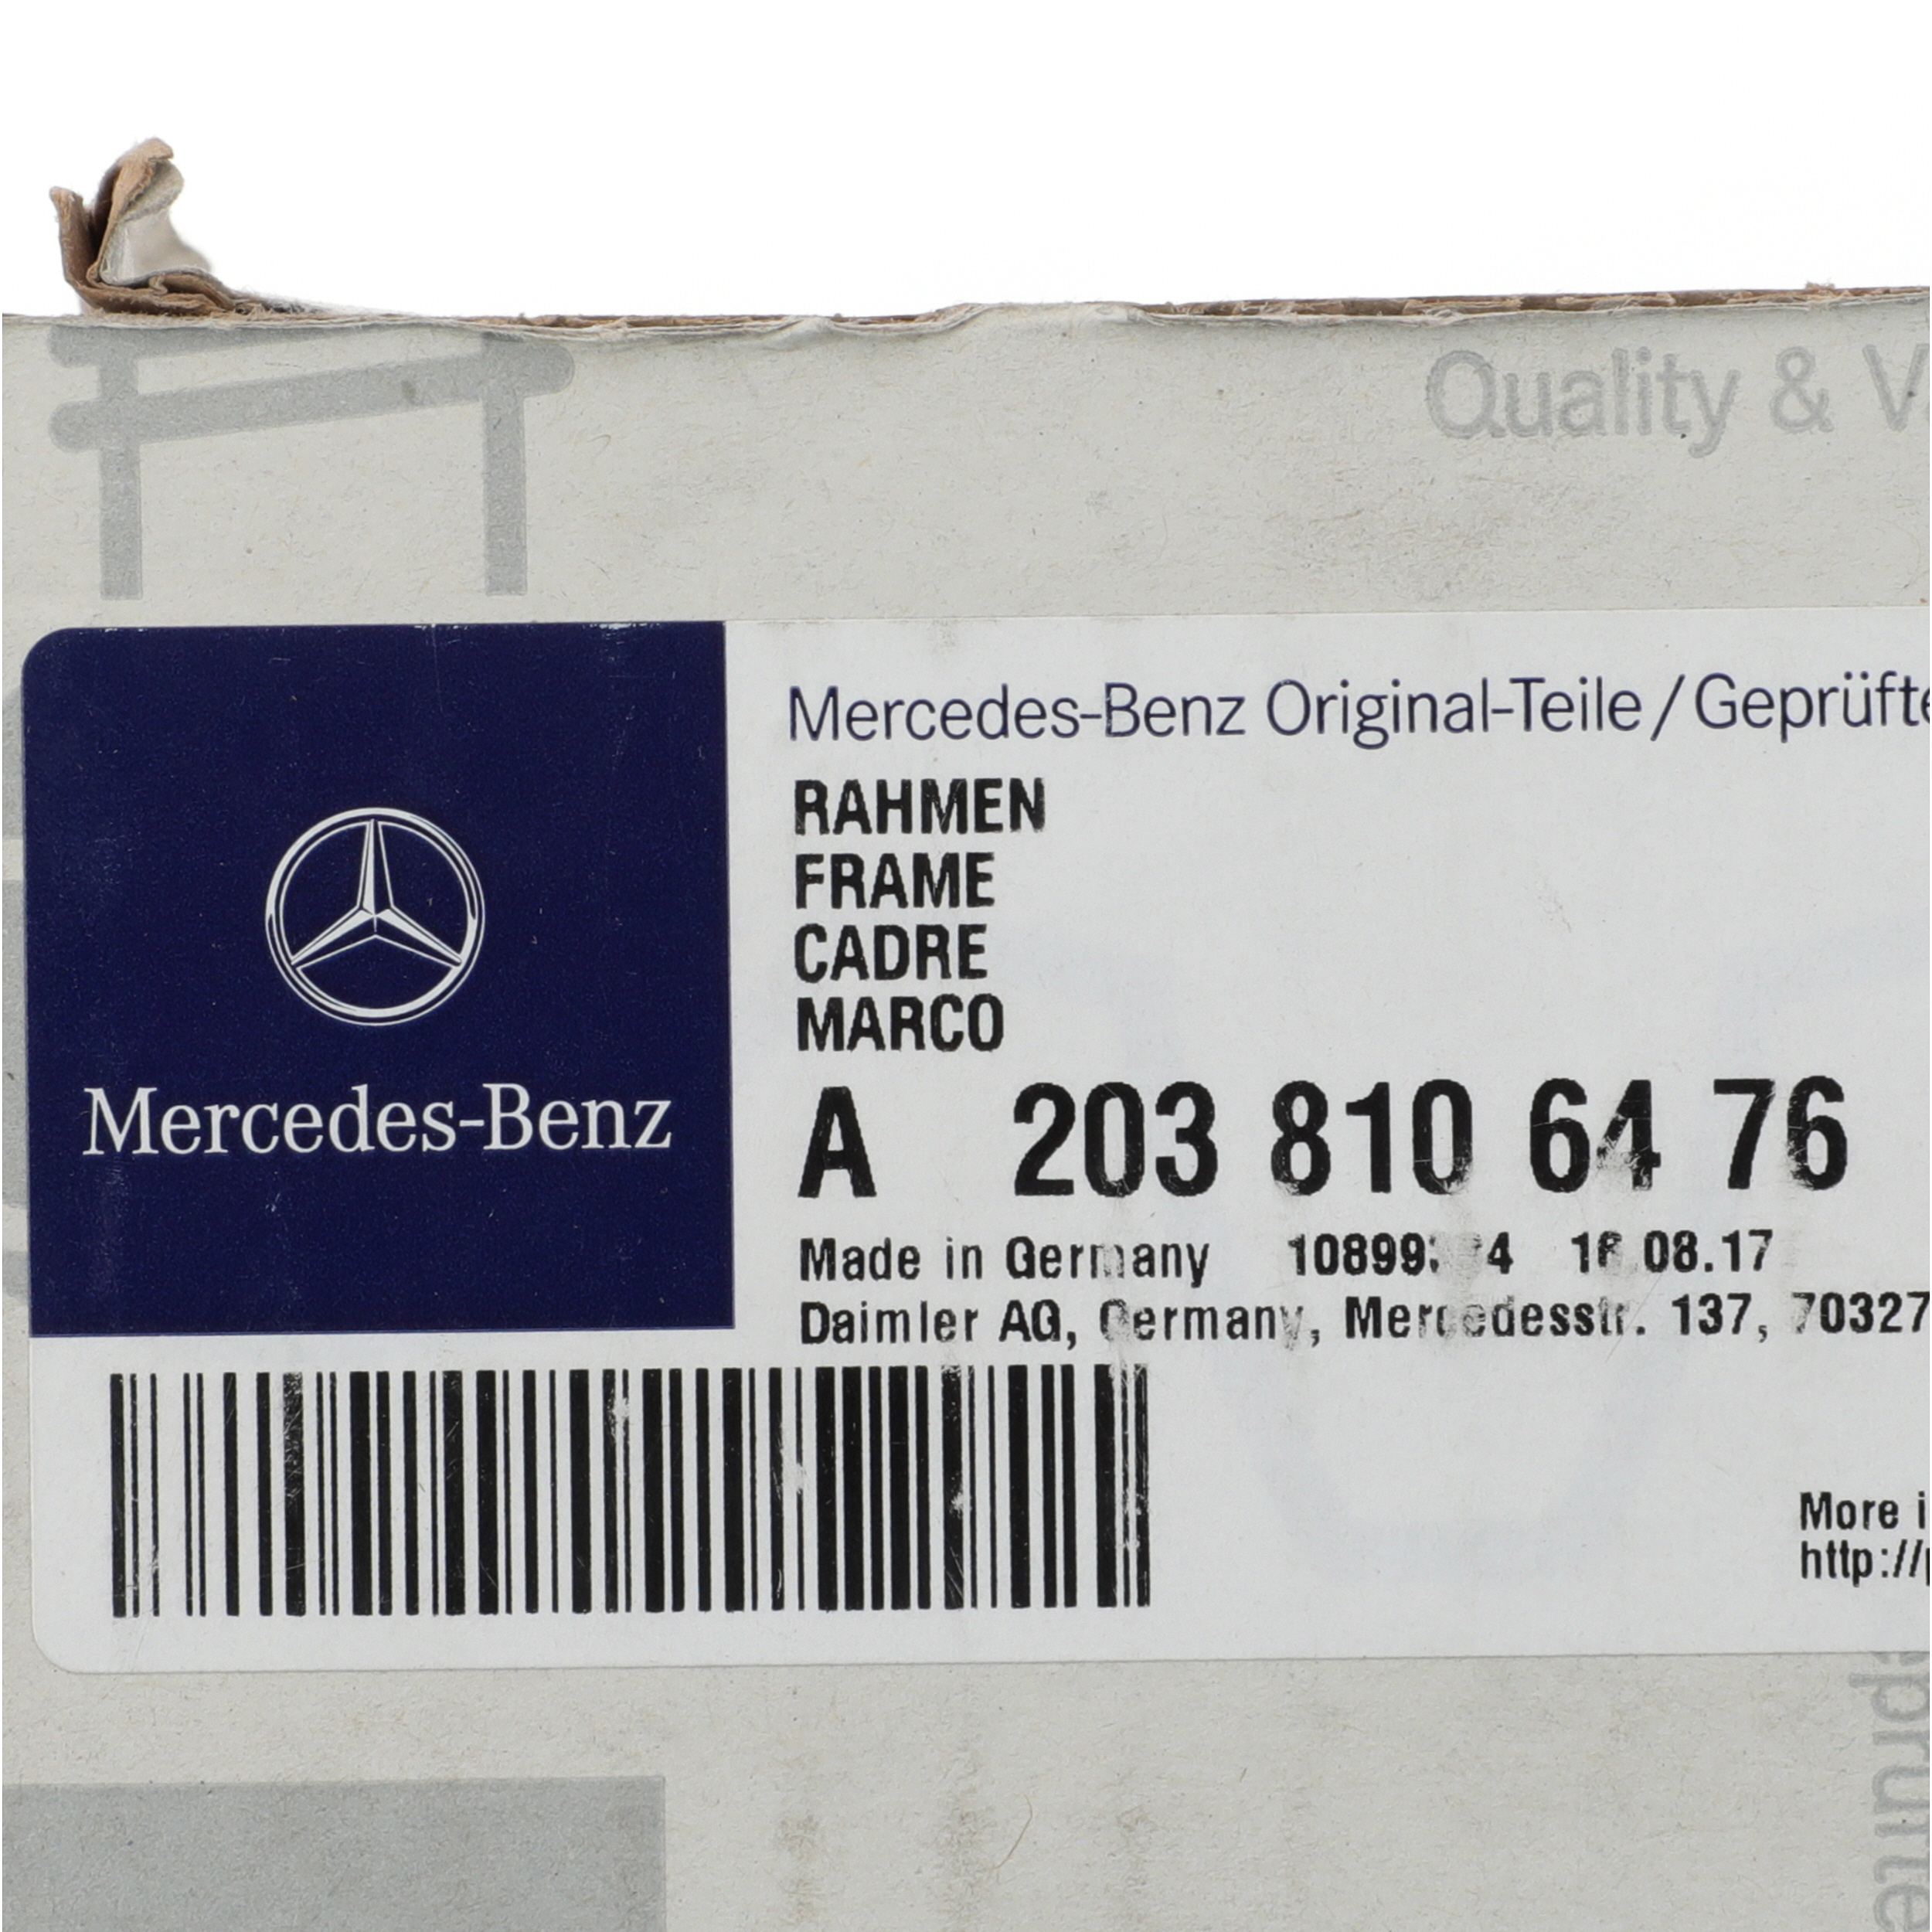 Quality &
Mercedes-Benz Original-Teile/Geprüfte
RAHMEN
FRAME
CADRE
MARCO
Mercedes-Benz
A 203 810 64 76
Made in Germany
Daimler AG, Germany, Mercedesstr. 137, 70327
More
http://